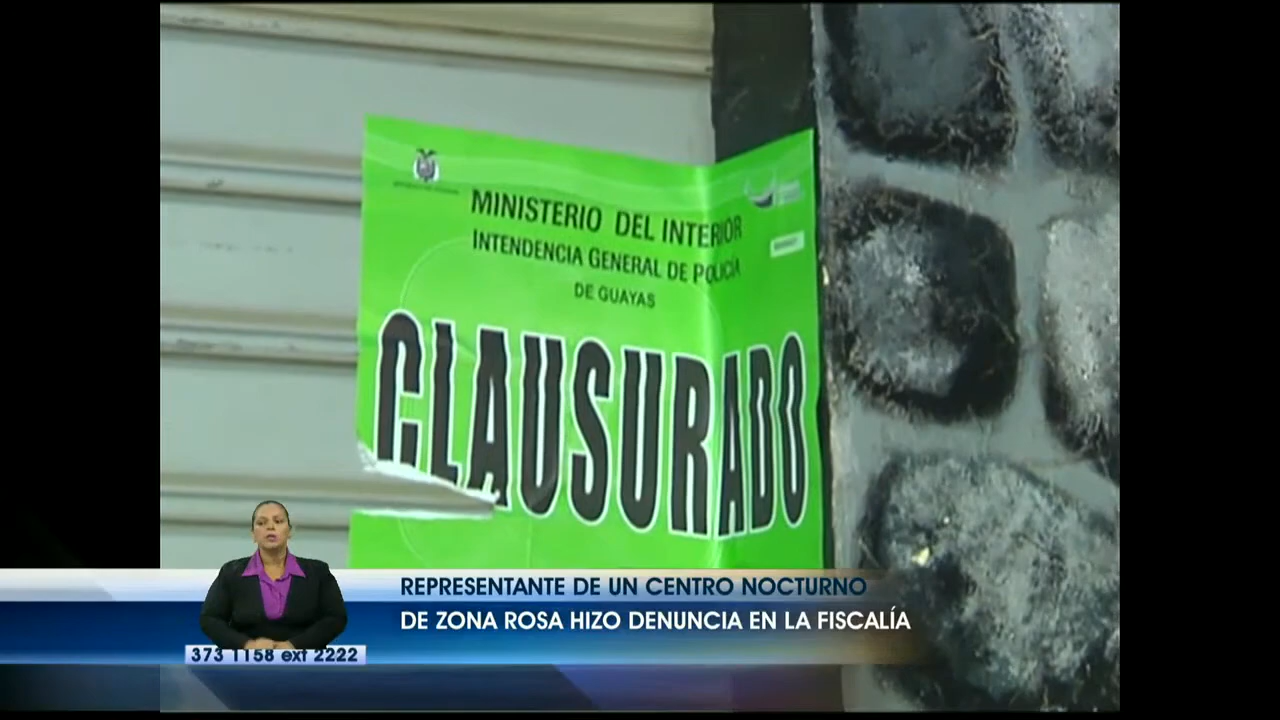 MINISTERIO DEL INTERIOR
INTENDENCIA GENERAL DE POLICÍA
DE GUAYAS
CLAUSURADO
REPRESENTANTE DE UN CENTRO NOCTURNO
DE ZONA ROSA HIZO DENUNCIA EN LA FISCALÍA
373 1158 ext 2222